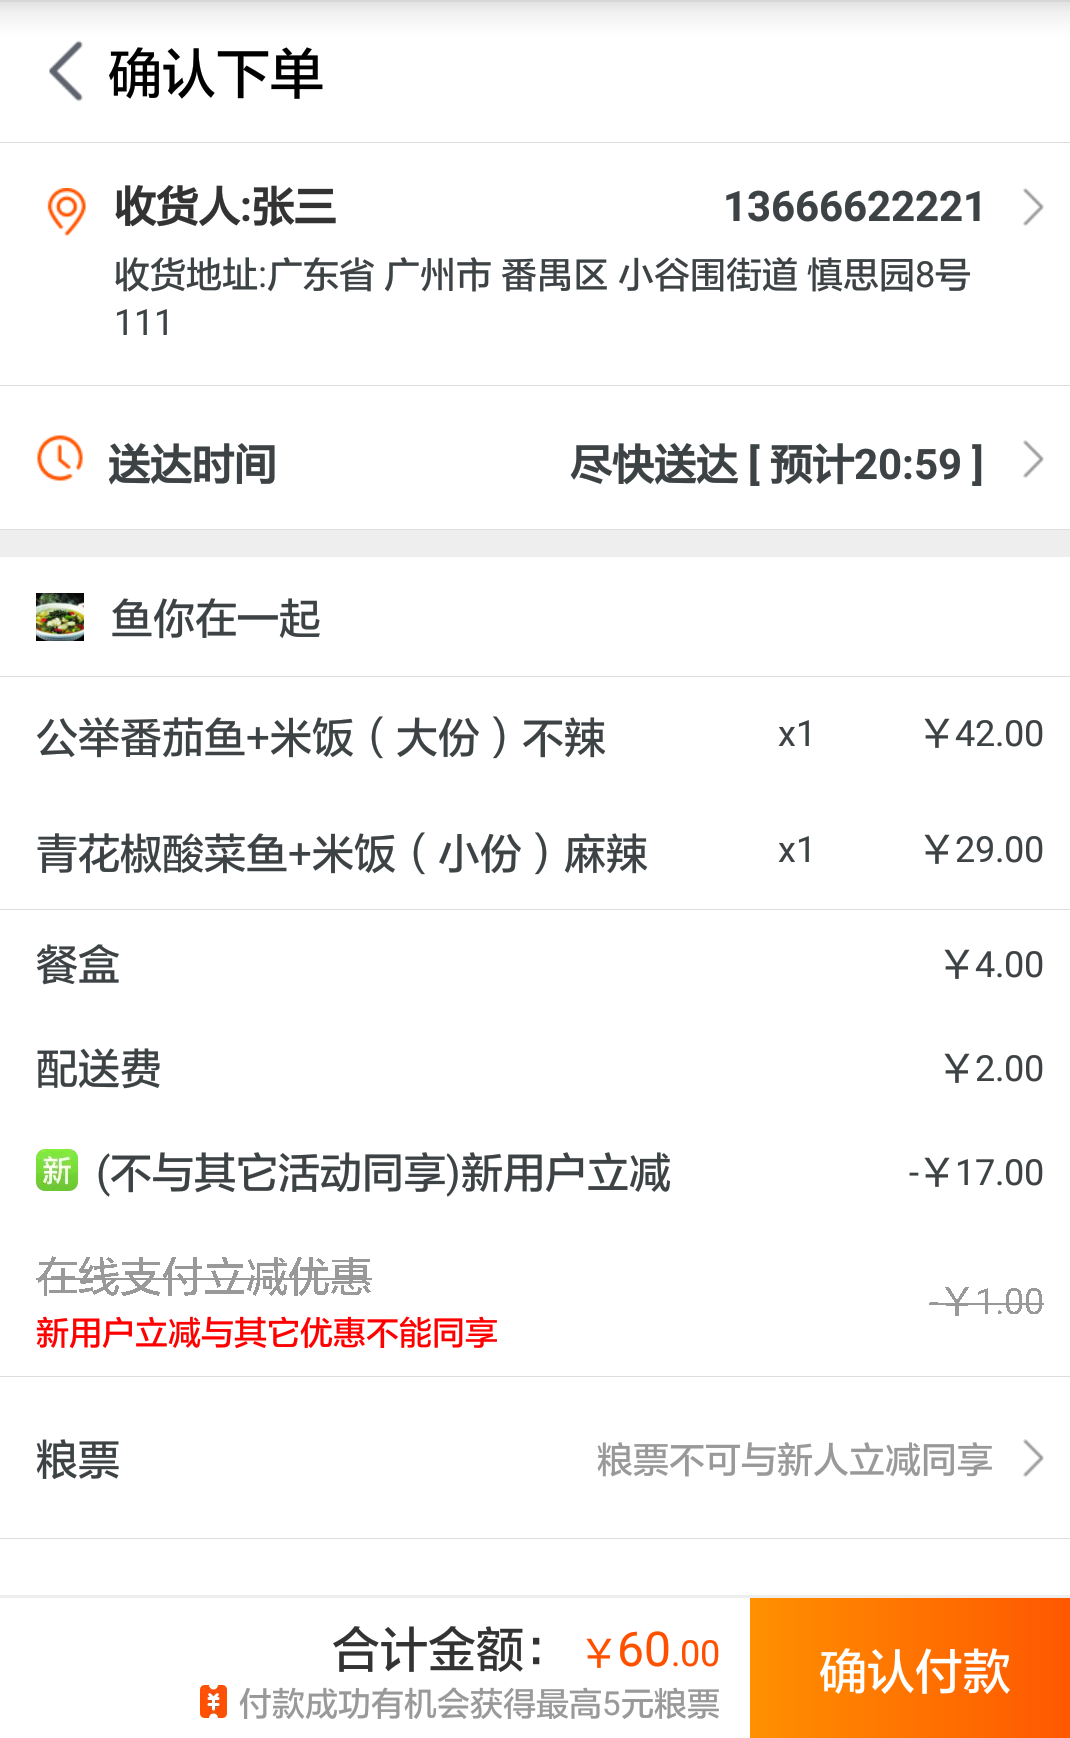 确认下单
收货人:张三 13666622221
收货地址:广东省 广州市 番禺区 小谷围街道 慎思园8号
111
送达时间 尽快送达 [ 预计20:59 ]
鱼你在一起
公举番茄鱼+米饭（大份）不辣 x1 ￥42.00
青花椒酸菜鱼+米饭（小份）麻辣 x1 ￥29.00
餐盒 ￥4.00
配送费 ￥2.00
新 (不与其它活动同享)新用户立减 -￥17.00
在线支付立减优惠 -￥1.00
新用户立减与其它优惠不能同享
粮票 粮票不可与新人立减同享
合计金额： ￥60.00
¥ 付款成功有机会获得最高5元粮票
确认付款